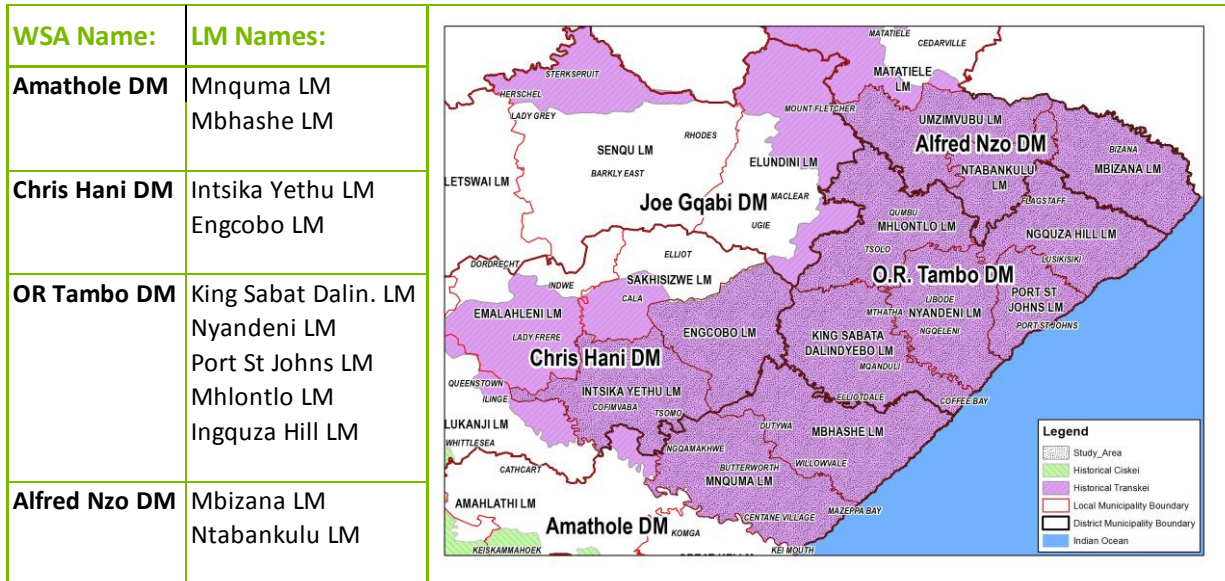 WSA Name: LM Names:
Amathole DM Mnquma LM
Mbhashe LM
Chris Hani DM Intsika Yethu LM
Engcobo LM
OR Tambo DM King Sabat Dalin. LM
Nyandeni LM
Port St Johns LM
Mhlontlo LM
Ingquza Hill LM
Alfred Nzo DM Mbizana LM
Ntabankulu LM
MATATIELE
CEDARVILLE
STERKSPRUIT
MATATIELE
LM
HERSCHEL
LADY GREY
MOUNT FLETCHER
UMZIMVUBU LM
RHODES
Alfred Nzo DM
BIZANA
SENQU LM
ELUNDINI LM
NTABANKULU
LM
MBIZANA LM
BARKLY EAST
LETSWAI LM
MACLEAR
Joe Gqabi DM
FLAGSTAFF
QUMBU
MHLONTLO LM
UGIE
NGQUZA HILL LM
TSOLO
ELLIOT
LUSIKISIKI
DORDRECHT
O.R. Tambo DM
SAKHISIZWE LM
INDWE
PORT ST
JOHNS LM
CALA
LIBODE
EMALAHLENI LM
MTHATHA
NYANDENI LM
ENGCOBO LM
KING SABATA
DALINDYEBO LM
NGQELENI
PORT ST JOHNS
LADY FRERE
MQANDULI
Chris Hani DM
QUEENSTOWN
INTSIKA YETHU LM
ELLIOTDALE
COFFEE BAY
ILINGE
COFIMVABA
TSOMO
LUKANJI LM
DUTYWA
MBHASHE LM
WHITTLESEA
NGQAMAKHWE
CATHCART
BUTTERWORTH
WILLOWVALE
MNQUMA LM
AMAHLATHI LM
MAZEPPA BAY
CENTANE VILLAGE
Amathole DM
KOMGA
KEISKAMMAHOEK
KEI MOUTH
Legend
Study_Area
Historical Ciskei
Historical Transkei
Local Municipality Boundary
District Municipality Boundary
Indian Ocean